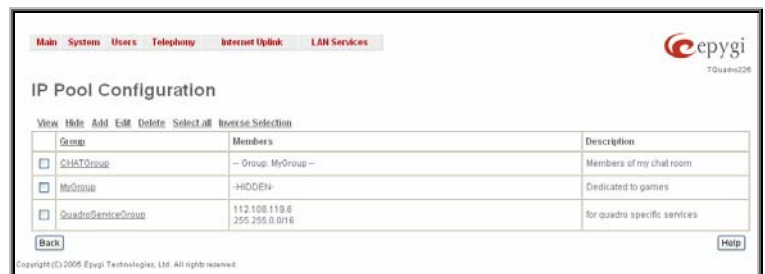 Main System Users Telephony Internet Uplink LAN Services
epygi
TQuadro226
IP Pool Configuration
View Hide Add Edit Delete Select all Inverse Selection
Group Members Description
CHATGroup -- Group: MyGroup -- Members of my chat room
MyGroup -HIDDEN- Dedicated to games
QuadroServiceGroup 112.108.119.6 for quadro specific services
255.255.0.0/16
Back Help
Copyright (C) 2005 Epygi Technologies, Ltd. All rights reserved.